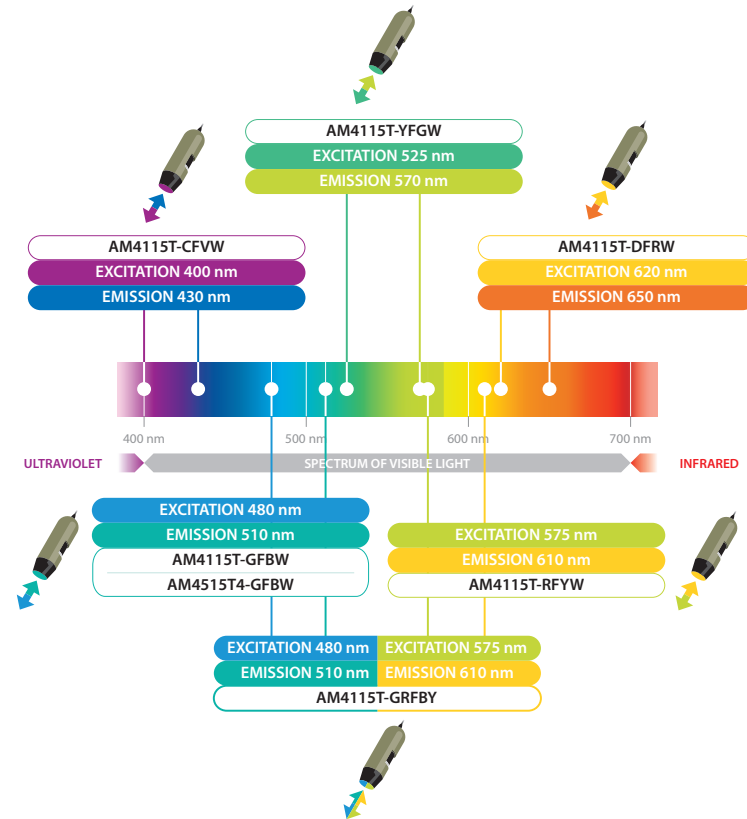 AM4115T-YFGW
EXCITATION 525 nm
EMISSION 570 nm
AM4115T-CFVW
EXCITATION 400 nm
EMISSION 430 nm
AM4115T-DFRW
EXCITATION 620 nm
EMISSION 650 nm
400 nm
500 nm
600 nm
700 nm
ULTRAVIOLET
SPECTRUM OF VISIBLE LIGHT
INFRARED
EXCITATION 480 nm
EMISSION 510 nm
AM4115T-GFBW
AM4515T4-GFBW
EXCITATION 575 nm
EMISSION 610 nm
AM4115T-RFYW
EXCITATION 480 nm
EXCITATION 575 nm
EMISSION 510 nm
EMISSION 610 nm
AM4115T-GRFBY